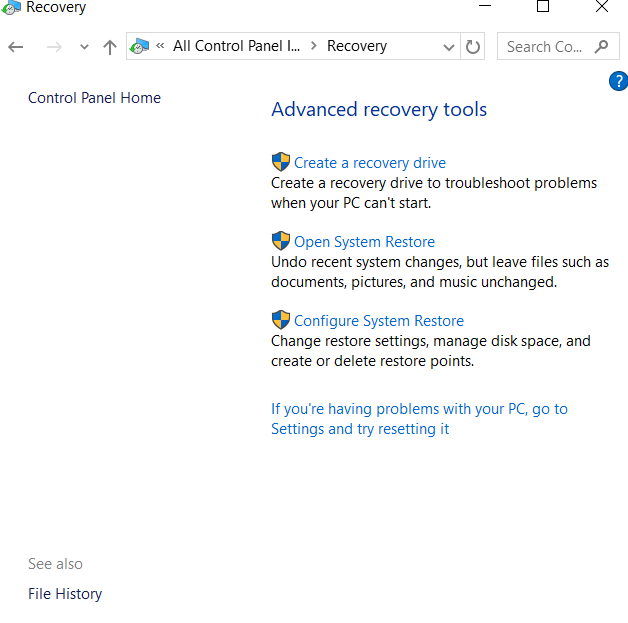 Recovery
« All Control Panel I... > Recovery
Search Co...
?
Control Panel Home
Advanced recovery tools
Create a recovery drive
Create a recovery drive to troubleshoot problems
when your PC can't start.
Open System Restore
Undo recent system changes, but leave files such as
documents, pictures, and music unchanged.
Configure System Restore
Change restore settings, manage disk space, and
create or delete restore points.
If you're having problems with your PC, go to
Settings and try resetting it
See also
File History